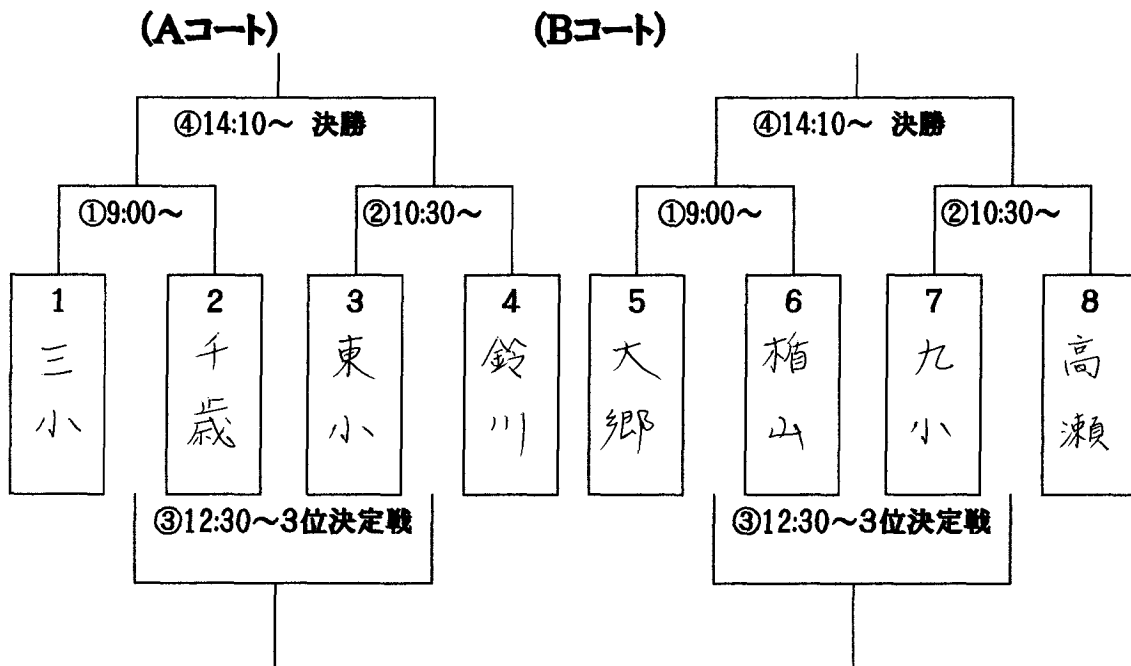 (Aコート)
(Bコート)
④14:10～ 決勝
④14:10～ 決勝
①9:00～
②10:30～
①9:00～
②10:30～
1
三小
2
千歳
3
東小
4
鈴川
5
大郷
6
楯山
7
九小
8
高瀬
③12:30～3位決定戦
③12:30～3位決定戦